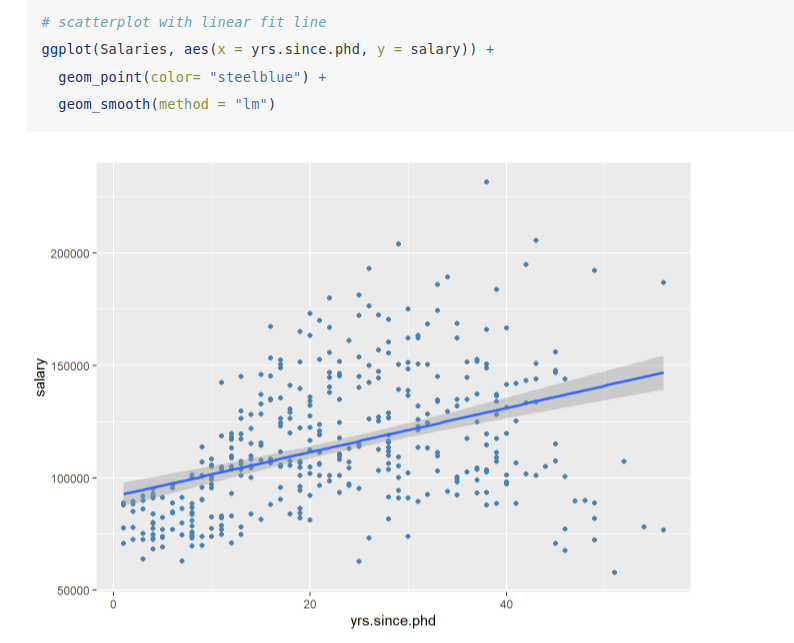 # scatterplot with linear fit line
ggplot(Salaries, aes(x = yrs.since.phd, y = salary)) +
  geom_point(color= "steelblue") +
  geom_smooth(method = "lm")
200000
150000
salary
100000
50000
0 20 40
yrs.since.phd